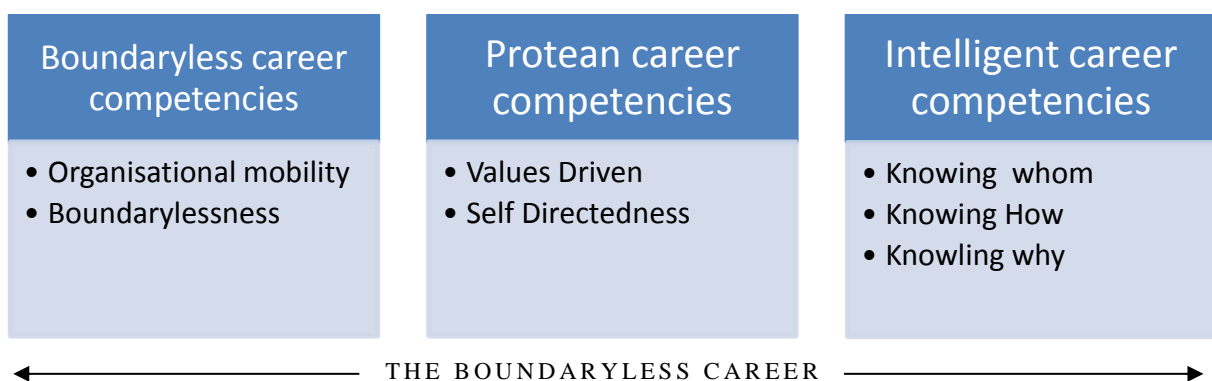 Boundaryless career
competencies
• Organisational mobility
• Boundarylessness
Protean career
competencies
• Values Driven
• Self Directedness
Intelligent career
competencies
• Knowing  whom
• Knowing How
• Knowling why
THE BOUNDARYLESS CAREER